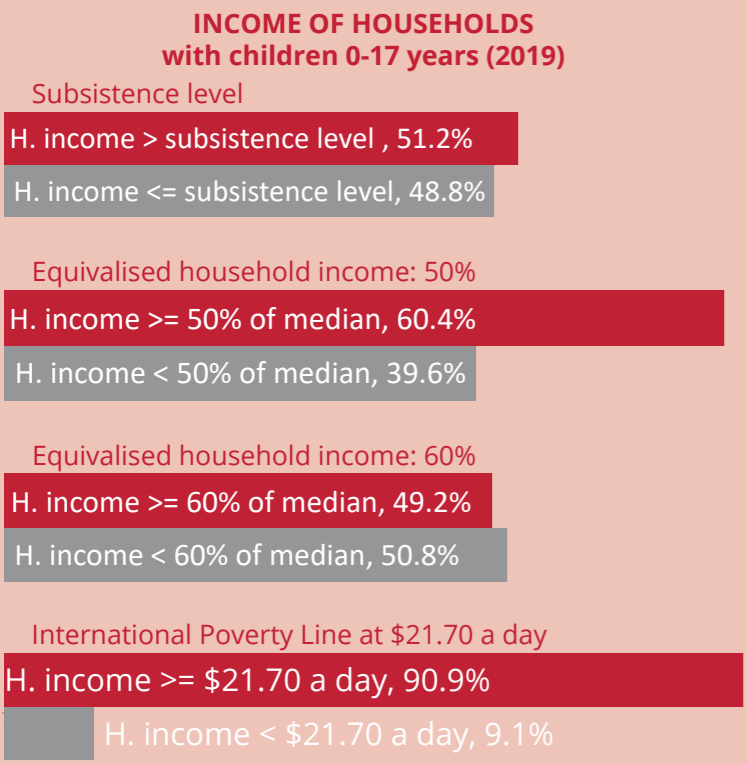 INCOME OF HOUSEHOLDS
with children 0-17 years (2019)
Subsistence level
H. income > subsistence level , 51.2%
H. income <= subsistence level, 48.8%
Equivalised household income: 50%
H. income >= 50% of median, 60.4%
H. income < 50% of median, 39.6%
Equivalised household income: 60%
H. income >= 60% of median, 49.2%
H. income < 60% of median, 50.8%
International Poverty Line at $21.70 a day
H. income >= $21.70 a day, 90.9%
H. income < $21.70 a day, 9.1%